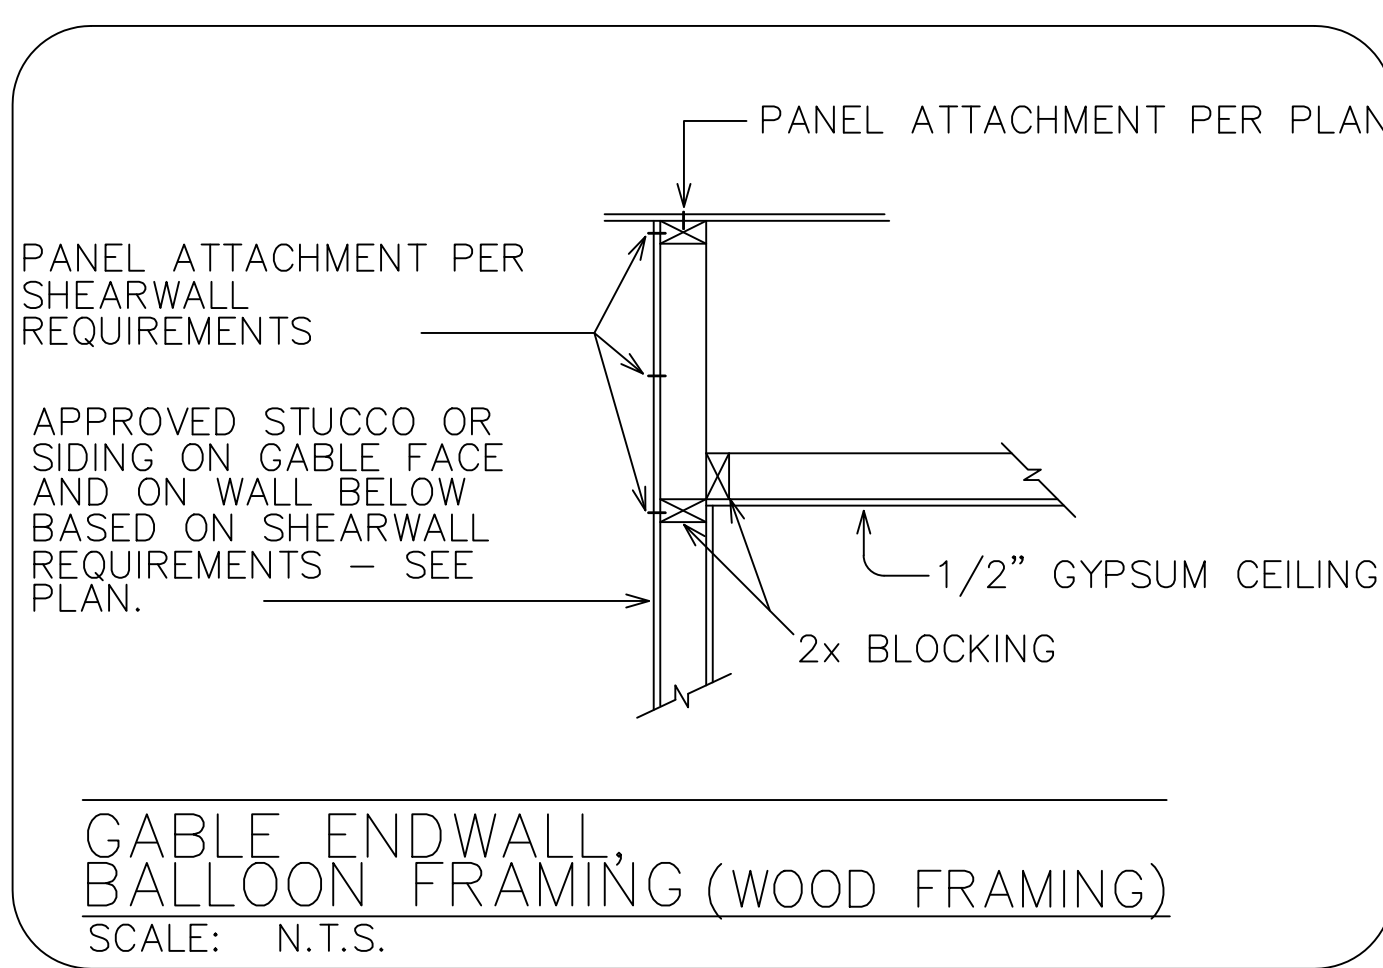 PANEL ATTACHMENT PER PLAN
PANEL ATTACHMENT PER
SHEARWALL
REQUIREMENTS
APPROVED STUCCO OR
SIDING ON GABLE FACE
AND ON WALL BELOW
BASED ON SHEARWALL
REQUIREMENTS – SEE
PLAN.
1/2” GYPSUM CEILING
2x BLOCKING
GABLE ENDWALL,
BALLOON FRAMING (WOOD FRAMING)
SCALE: N.T.S.